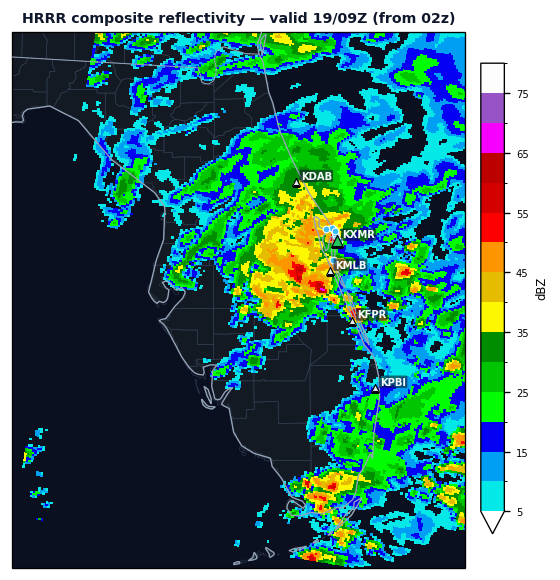 HRRR composite reflectivity — valid 19/09Z (from 02z)
KDAB
KXMR
KMLB
KFPR
KPBI
75
65
55
45
35
25
15
5
dBZ